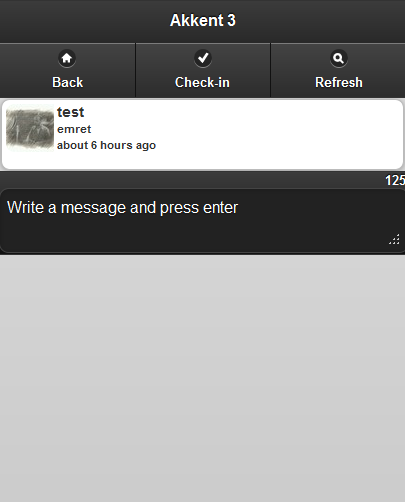 Akkent 3
Back Check-in Refresh
test
emret
about 6 hours ago
125
Write a message and press enter